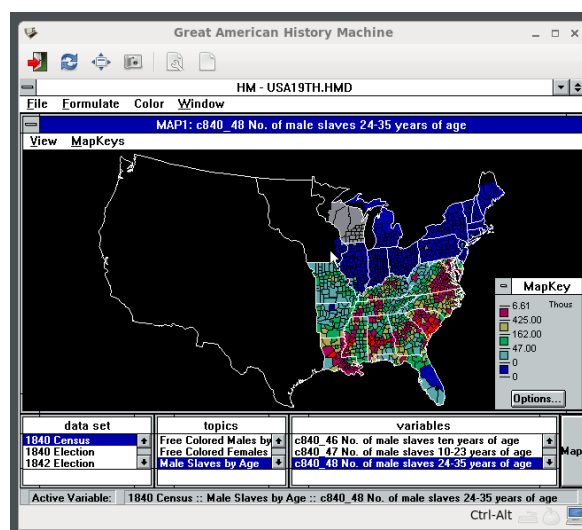 Great American History Machine
HM - USA19TH.HMD
File Formulate Color Window
MAP1: c840_48 No. of male slaves 24-35 years of age
View MapKeys
MapKey
6.61 Thous
425.00
162.00
47.00
0
0
Options...
data set
1840 Census
1840 Election
1842 Election
topics
Free Colored Males by
Free Colored Females
Male Slaves by Age
variables
c840_46 No. of male slaves ten years of age
c840_47 No. of male slaves 10-23 years of age
c840_48 No. of male slaves 24-35 years of age
Map
Active Variable: 1840 Census :: Male Slaves by Age :: c840_48 No. of male slaves 24-35 years of age
Ctrl-Alt